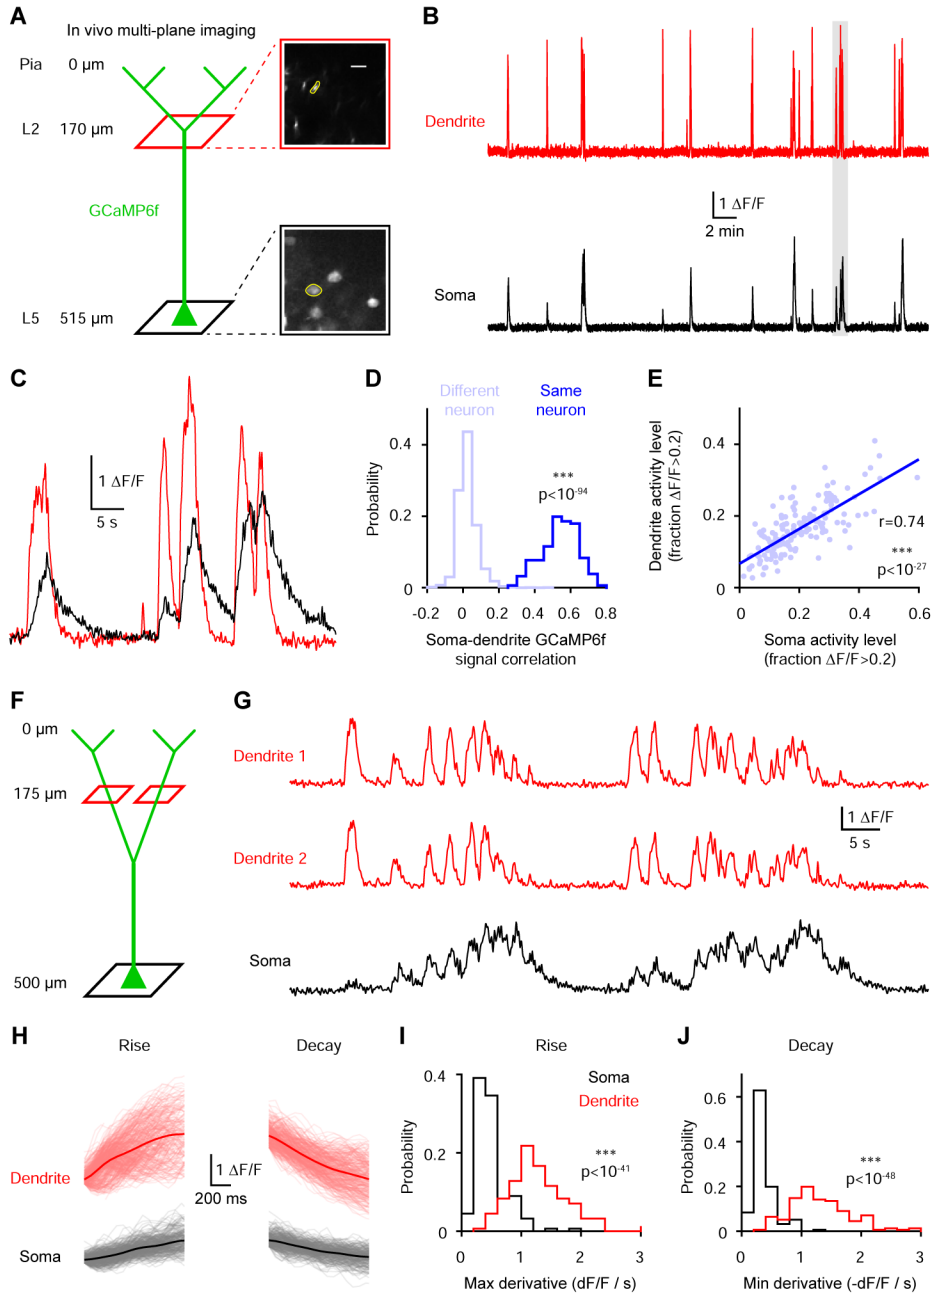 A
In vivo multi-plane imaging
Pia 0 µm
L2 170 µm
GCaMP6f
L5 515 µm
B
Dendrite
1 ΔF/F
2 min
Soma
C
1 ΔF/F
5 s
D
Different
neuron
Same
neuron
0.4
0.2
0
Probability
***
p<10-94
-0.2 0 0.2 0.4 0.6 0.8
Soma-dendrite GCaMP6f
signal correlation
E
Dendrite activity level
(fraction ΔF/F>0.2)
0.4
0.2
0
r=0.74
***
p<10-27
0 0.2 0.4 0.6
Soma activity level
(fraction ΔF/F>0.2)
F
0 µm
175 µm
500 µm
G
Dendrite 1
1 ΔF/F
5 s
Dendrite 2
Soma
H
Rise Decay
Dendrite
1 ΔF/F
200 ms
Soma
I
Rise
Soma
Dendrite
0.4
0.2
0
Probability
***
p<10-41
0 1 2 3
Max derivative (dF/F / s)
J
Decay
0.6
0.4
0.2
0
Probability
***
p<10-48
0 1 2 3
Min derivative (-dF/F / s)